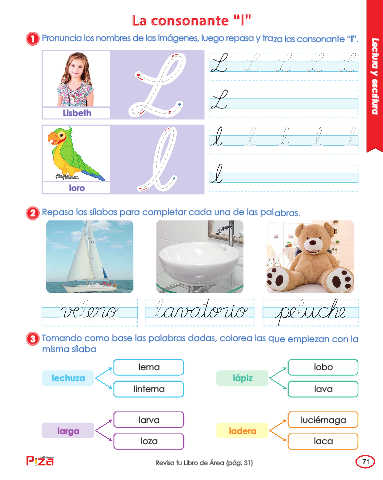 La consonante "l"
1 Pronuncia los nombres de las imágenes, luego repasa y traza las consonante "l".
Lectura y escritura
Lisbeth
L L L L L
L
loro
l l l l l
l
2 Repasa las sílabas para completar cada una de las palabras.
velero lavatorio peluche
3 Tomando como base las palabras dadas, colorea las que empiezan con la
misma sílaba
lechuza
lema
linterna
lápiz
lobo
lava
largo
larva
loza
ladera
luciérnaga
laca
Piza
Revisa tu Libro de Área (pág. 31)
71